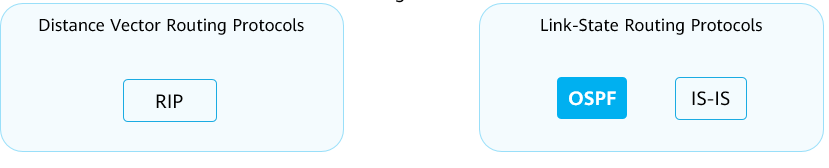 Distance Vector Routing Protocols
RIP
Link-State Routing Protocols
OSPF
IS-IS